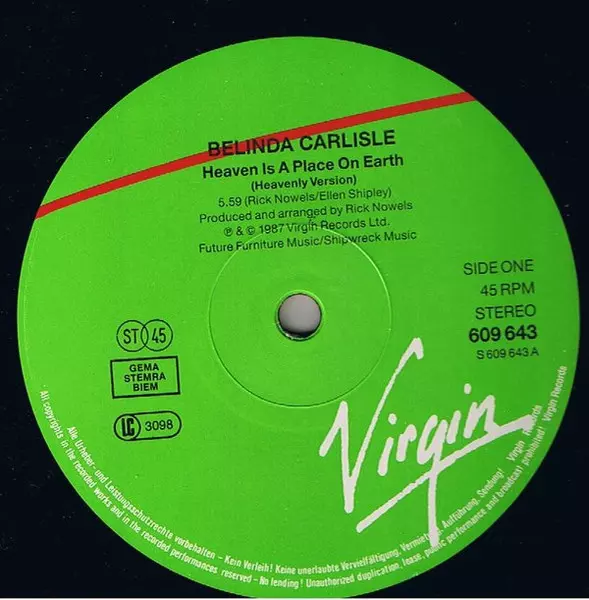 BELINDA CARLISLE
Heaven Is A Place On Earth
(Heavenly Version)
5.59 (Rick Nowels/Ellen Shipley)
Produced and arranged by Rick Nowels
℗ & © 1987 Virgin Records Ltd.
Future Furniture Music/Shipwreck Music
SIDE ONE
45 RPM
STEREO
609 643
S 609 643 A
ST 45
GEMA
STEMRA
BIEM
LC 3098
Virgin
Alle Urheber- und Leistungsschutzrechte vorbehalten – Kein Verleih! Keine unerlaubte Vervielfältigung, Vermietung, Aufführung, Sendung! Virgin Records
All copyrights in the recorded works and in the recorded performances reserved – No lending! Unauthorized duplication, lease, public performance and broadcast prohibited! Virgin Records